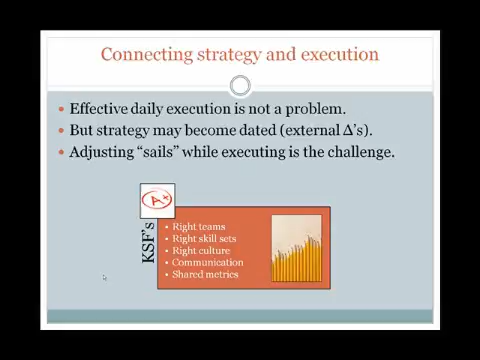 Connecting strategy and execution
Effective daily execution is not a problem.
But strategy may become dated (external Δ's).
Adjusting “sails” while executing is the challenge.
A+
KSF's
Right teams
Right skill sets
Right culture
Communication
Shared metrics